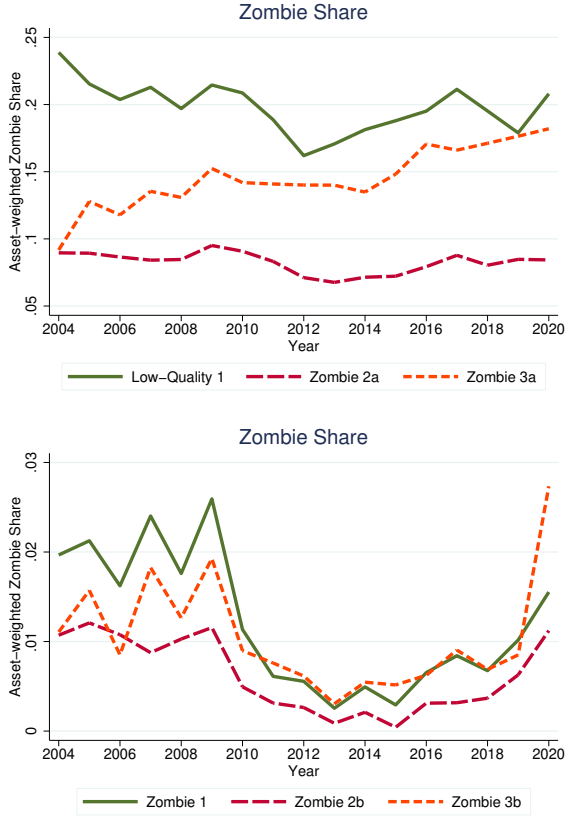 Zombie Share
Asset-weighted Zombie Share
.25
.2
.15
.1
.05
2004 2006 2008 2010 2012 2014 2016 2018 2020
Year
Low-Quality 1 Zombie 2a Zombie 3a
Zombie Share
Asset-weighted Zombie Share
.03
.02
.01
0
2004 2006 2008 2010 2012 2014 2016 2018 2020
Year
Zombie 1 Zombie 2b Zombie 3b